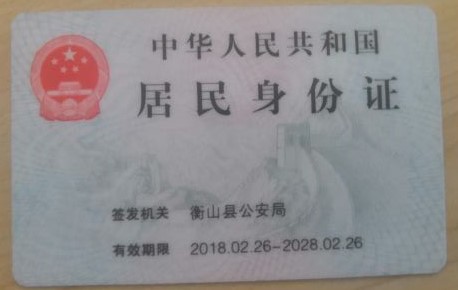 中华人民共和国
居民身份证
签发机关 衡山县公安局
有效期限 2018.02.26-2028.02.26